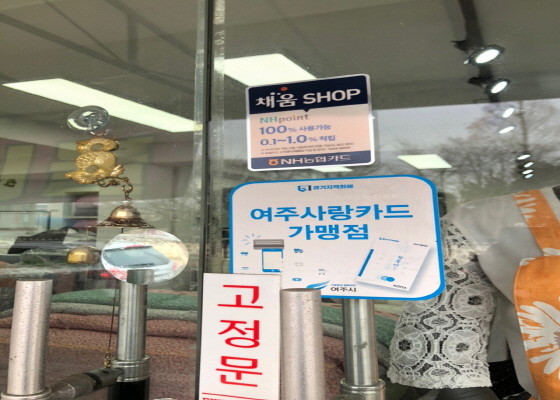 채움 SHOP
NHpoint
100% 사용가능
0.1~1.0% 적립
NH농협카드
경기지역화폐
여주사랑카드
가맹점
여주시
고정문